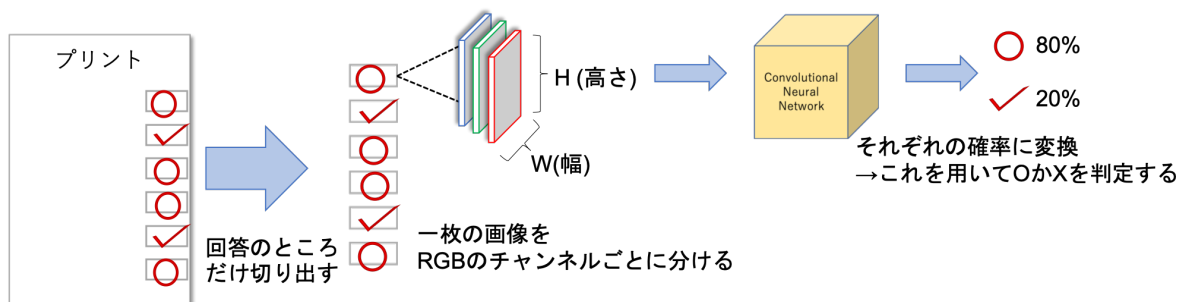 プリント
回答のところ
だけ切り出す
H (高さ)
W(幅)
一枚の画像を
RGBのチャンネルごとに分ける
Convolutional
Neural
Network
80%
20%
それぞれの確率に変換
→これを用いてOかXを判定する